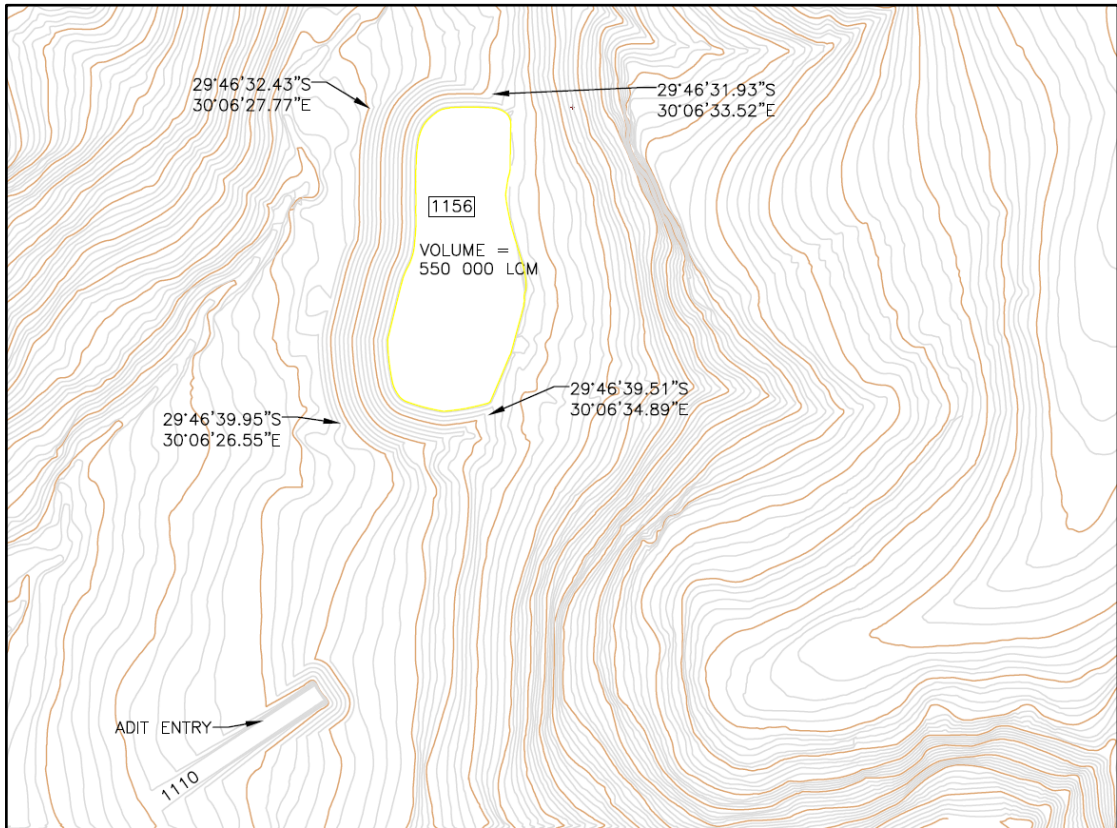 29°46'32.43”S
30°06'27.77”E
29°46'31.93”S
30°06'33.52”E
1156
VOLUME =
550 000 LCM
29°46'39.51”S
30°06'34.89”E
29°46'39.95”S
30°06'26.55”E
ADIT ENTRY
1110